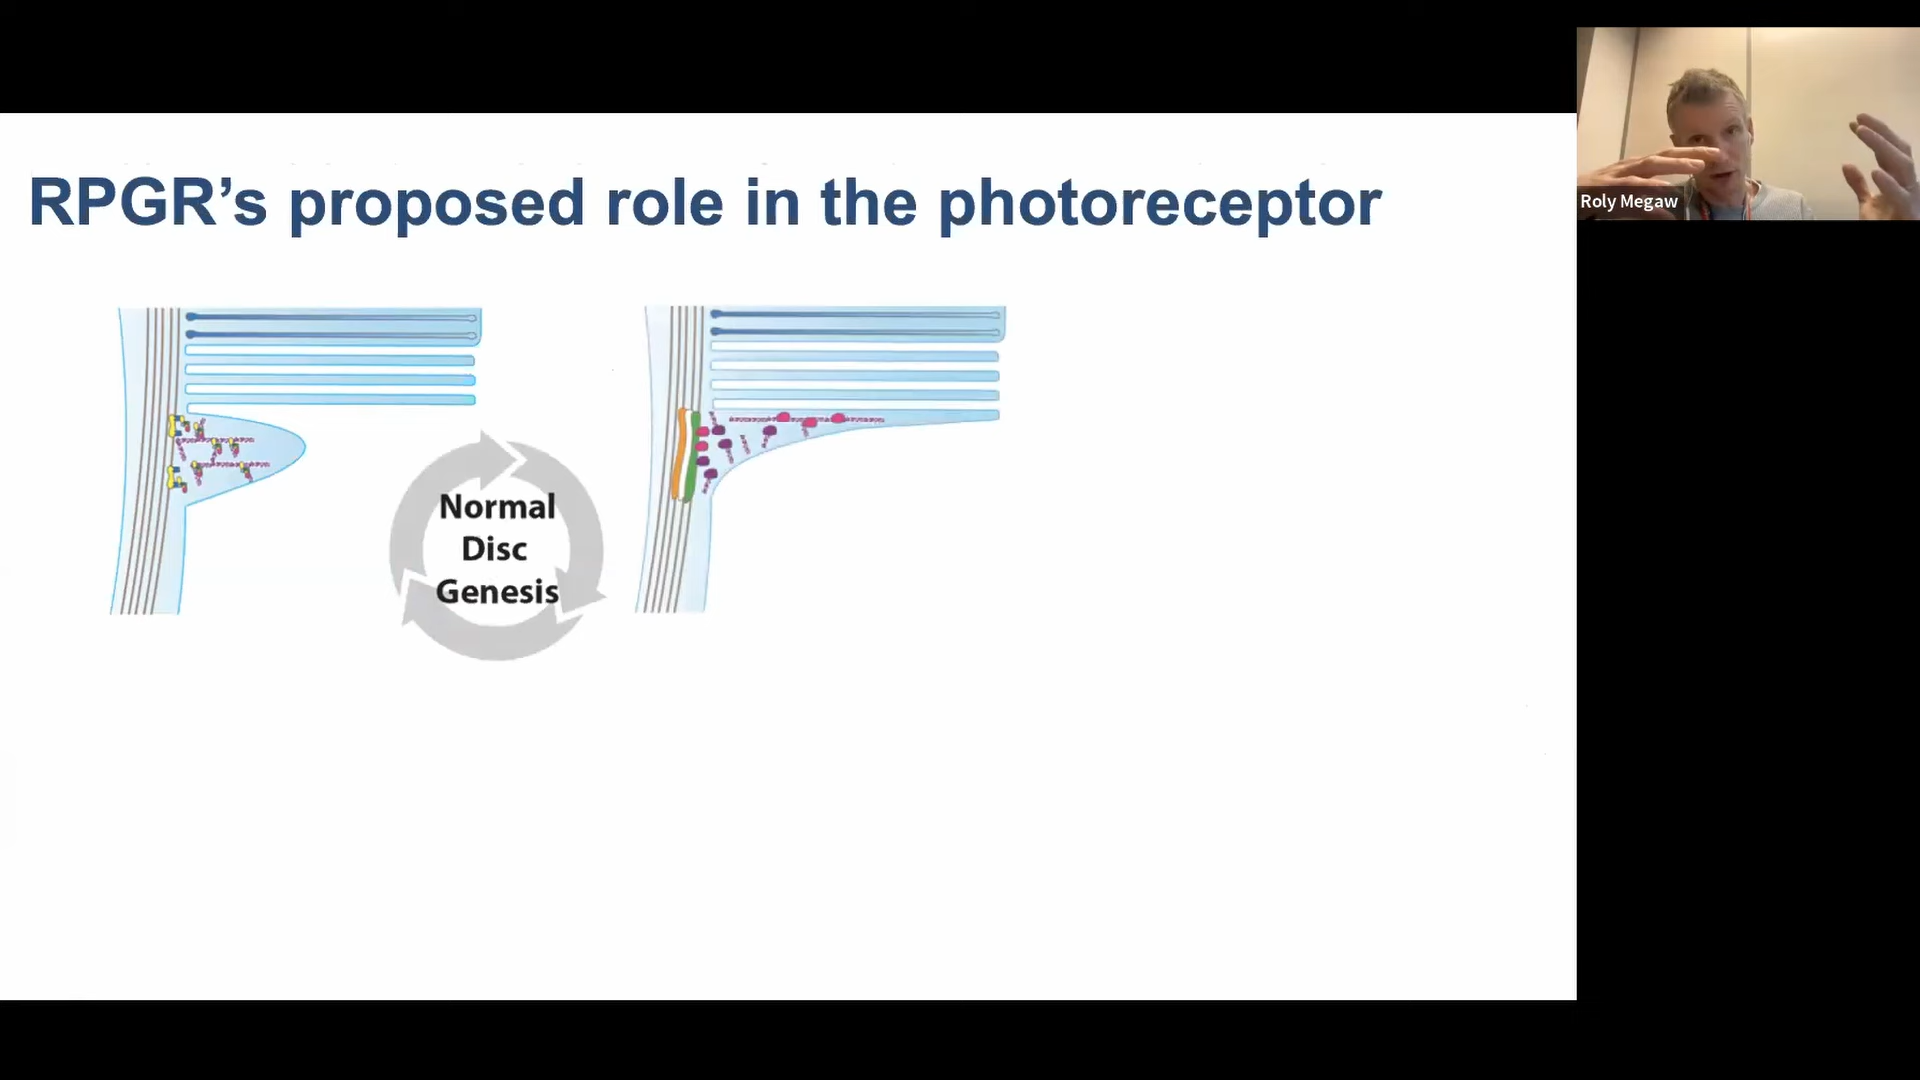 RPGR’s proposed role in the photoreceptor
Roly Megaw
Normal
Disc
Genesis